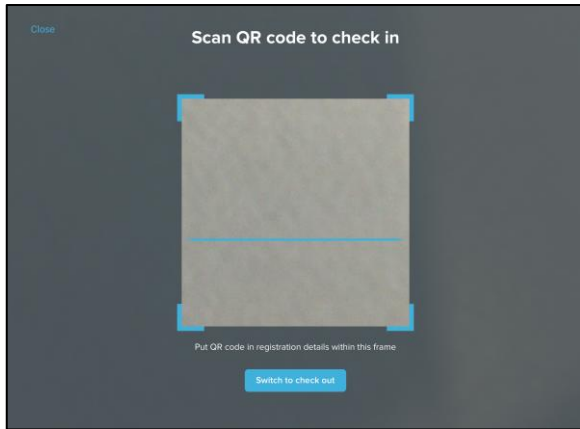 Close
Scan QR code to check in
Put QR code in registration details within this frame
Switch to check out